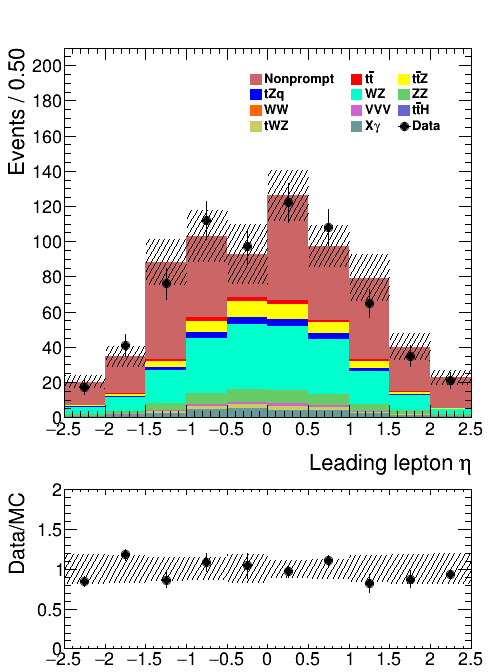 Events / 0.50
200
180
160
140
120
100
80
60
40
20
0
Nonprompt tt̄ tt̄Z
tZq WZ ZZ
WW VVV tt̄H
tWZ Xγ Data
−2.5 −2 −1.5 −1 −0.5 0 0.5 1 1.5 2 2.5
Leading lepton η
Data/MC
2
1.5
1
0.5
0
−2.5 −2 −1.5 −1 −0.5 0 0.5 1 1.5 2 2.5